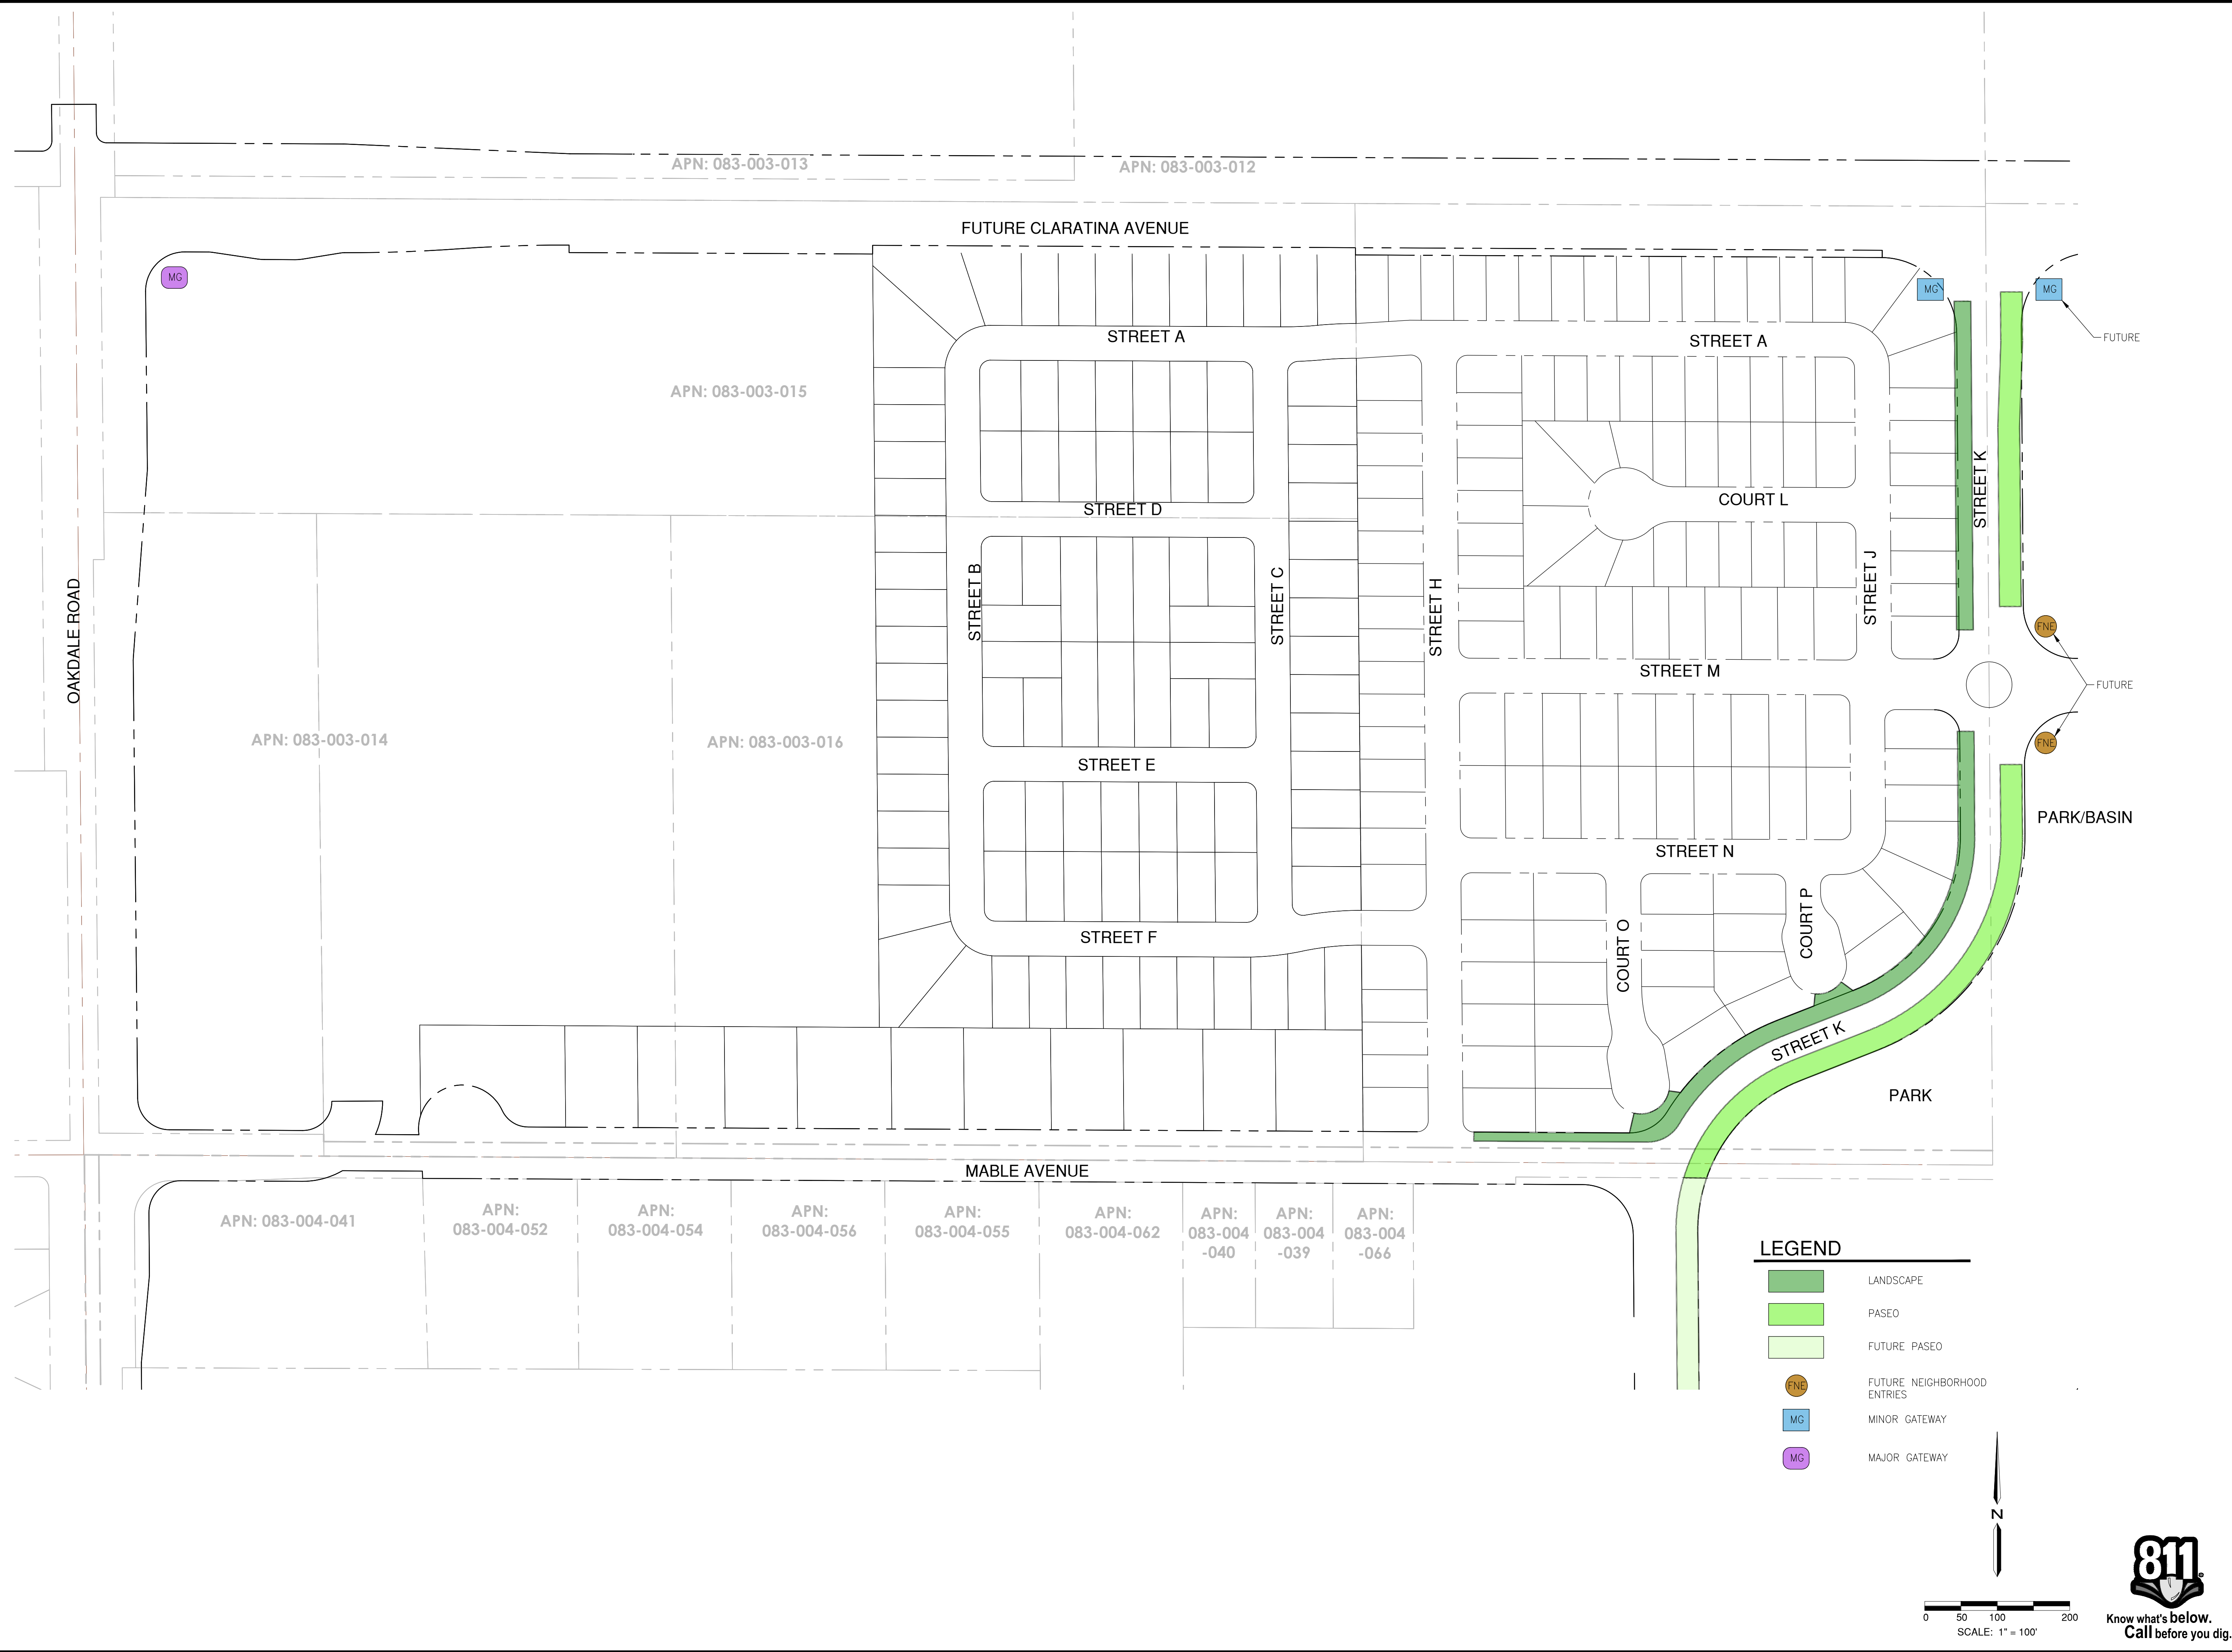 APN: 083-003-013
APN: 083-003-012
FUTURE CLARATINA AVENUE
MG
MG
MG
FUTURE
STREET A
STREET A
APN: 083-003-015
STREET K
COURT L
STREET D
STREET B
STREET C
STREET H
STREET J
OAKDALE ROAD
FNE
STREET M
FUTURE
APN: 083-003-014
APN: 083-003-016
FNE
STREET E
PARK/BASIN
STREET N
COURT P
COURT O
STREET F
STREET K
PARK
MABLE AVENUE
APN: 083-004-041
APN:
083-004-052
APN:
083-004-054
APN:
083-004-056
APN:
083-004-055
APN:
083-004-062
APN:
083-004
-040
APN:
083-004
-039
APN:
083-004
-066
LEGEND
LANDSCAPE
PASEO
FUTURE PASEO
FNE
FUTURE NEIGHBORHOOD
ENTRIES
MG
MINOR GATEWAY
MG
MAJOR GATEWAY
N
0 50 100 200
SCALE: 1" = 100'
811
Know what's below.
Call before you dig.